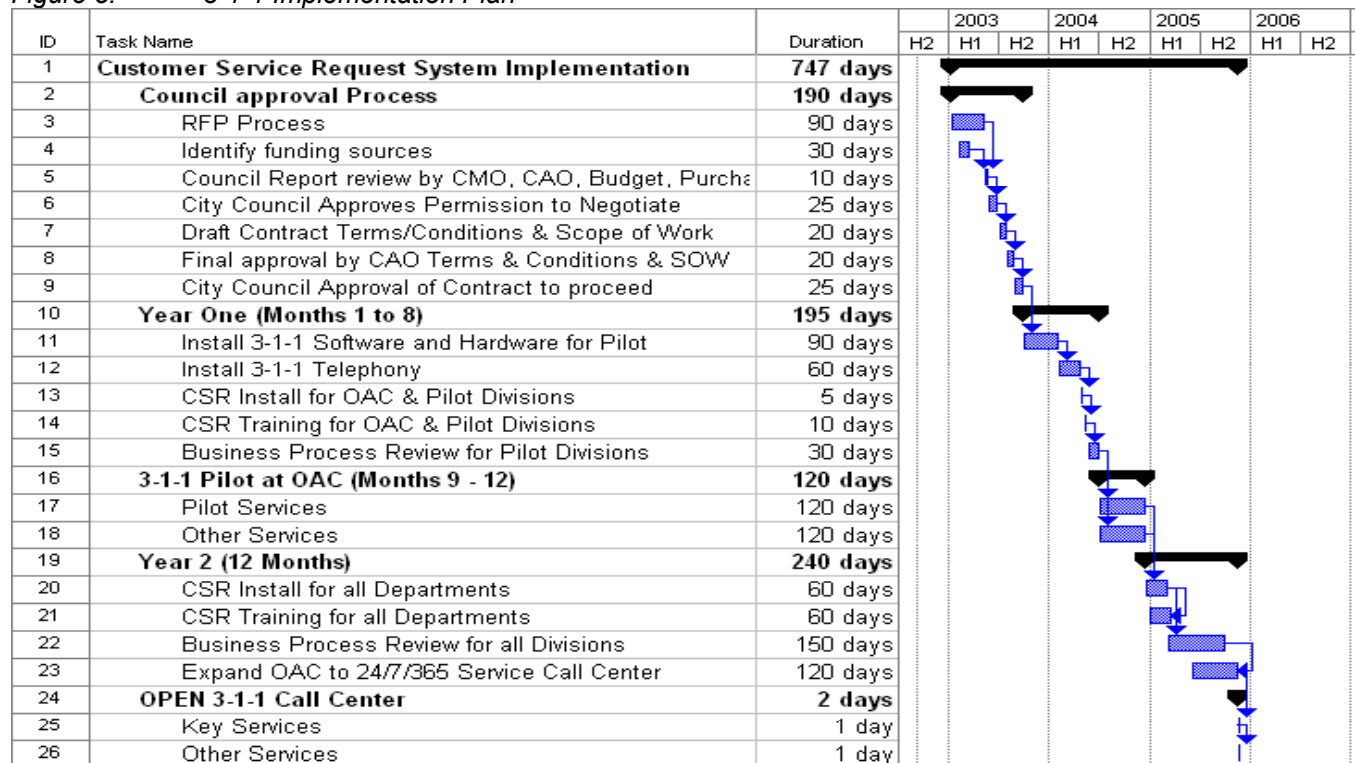 Figure 3-1-1 Implementation Plan
2003 2004 2005 2006
ID Task Name Duration H2 H1 H2 H1 H2 H1 H2 H1 H2
1 Customer Service Request System Implementation 747 days
2 Council approval Process 190 days
3 RFP Process 90 days
4 Identify funding sources 30 days
5 Council Report review by CMO, CAO, Budget, Purcha 10 days
6 City Council Approves Permission to Negotiate 25 days
7 Draft Contract Terms/Conditions & Scope of Work 20 days
8 Final approval by CAO Terms & Conditions & SOW 20 days
9 City Council Approval of Contract to proceed 25 days
10 Year One (Months 1 to 8) 195 days
11 Install 3-1-1 Software and Hardware for Pilot 90 days
12 Install 3-1-1 Telephony 60 days
13 CSR Install for OAC & Pilot Divisions 5 days
14 CSR Training for OAC & Pilot Divisions 10 days
15 Business Process Review for Pilot Divisions 30 days
16 3-1-1 Pilot at OAC (Months 9 - 12) 120 days
17 Pilot Services 120 days
18 Other Services 120 days
19 Year 2 (12 Months) 240 days
20 CSR Install for all Departments 60 days
21 CSR Training for all Departments 60 days
22 Business Process Review for all Divisions 150 days
23 Expand OAC to 24/7/365 Service Call Center 120 days
24 OPEN 3-1-1 Call Center 2 days
25 Key Services 1 day
26 Other Services 1 day